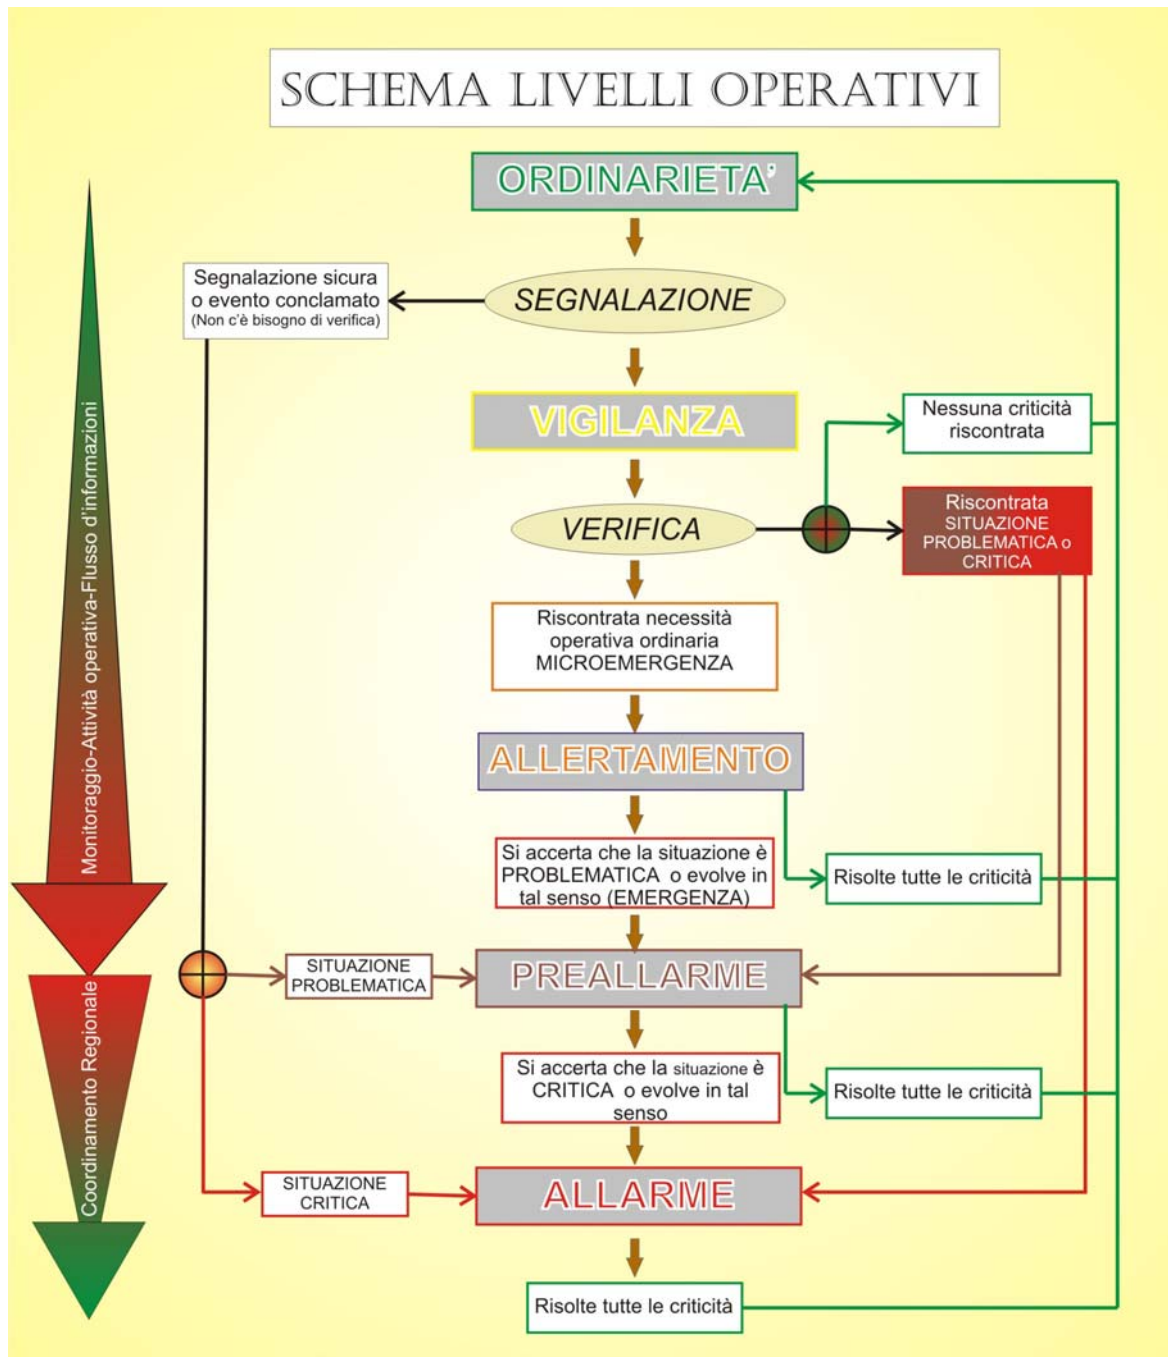 SCHEMA LIVELLI OPERATIVI
ORDINARIETA'
Segnalazione sicura
o evento conclamato
(Non c'è bisogno di verifica)
SEGNALAZIONE
VIGILANZA
Nessuna criticità
riscontrata
VERIFICA
Riscontrata
SITUAZIONE
PROBLEMATICA o
CRITICA
Riscontrata necessità
operativa ordinaria
MICROEMERGENZA
Monitoraggio-Attività operativa-Flusso d'informazioni
ALLERTAMENTO
Si accerta che la situazione è
PROBLEMATICA o evolve in
tal senso (EMERGENZA)
Risolte tutte le criticità
SITUAZIONE
PROBLEMATICA
PREALLARME
Coordinamento Regionale
Si accerta che la situazione è
CRITICA o evolve in tal
senso
Risolte tutte le criticità
SITUAZIONE
CRITICA
ALLARME
Risolte tutte le criticità